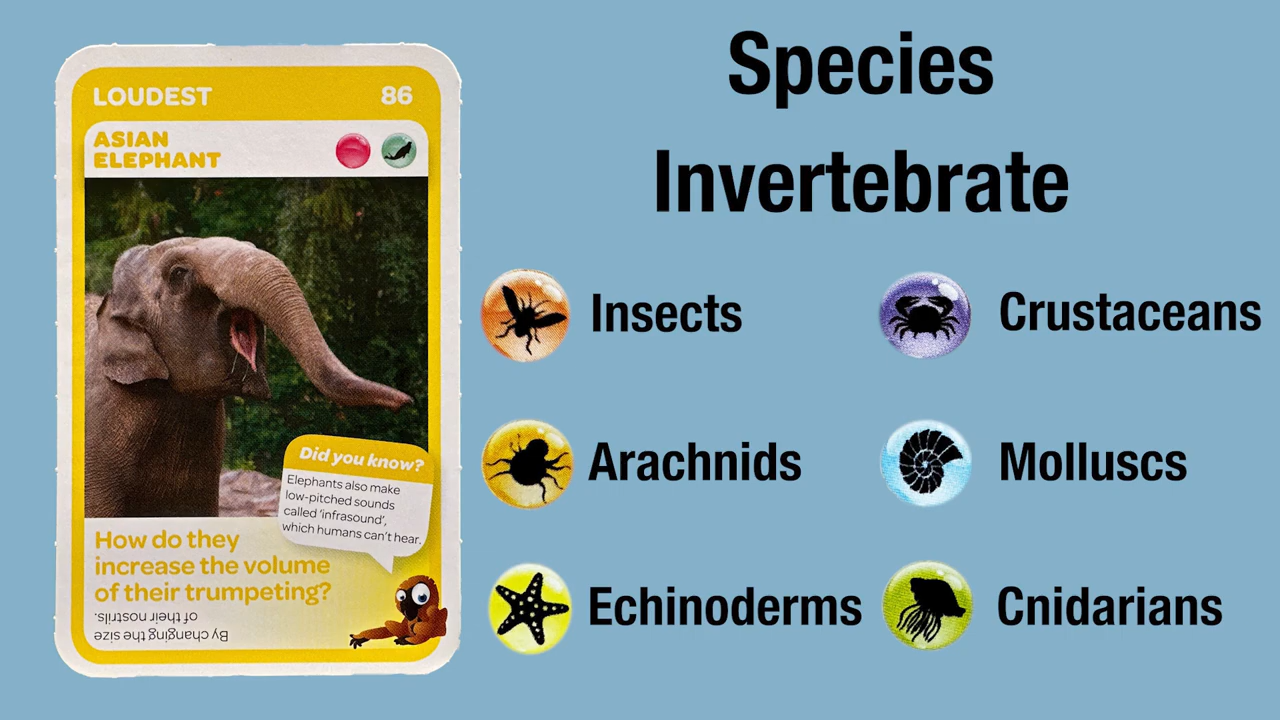 LOUDEST 86
ASIAN
ELEPHANT
Did you know?
Elephants also make
low-pitched sounds
called ‘infrasound’,
which humans can't hear.
How do they
increase the volume
of their trumpeting?
By changing the size
of their nostrils.
Species
Invertebrate
Insects
Crustaceans
Arachnids
Molluscs
Echinoderms
Cnidarians